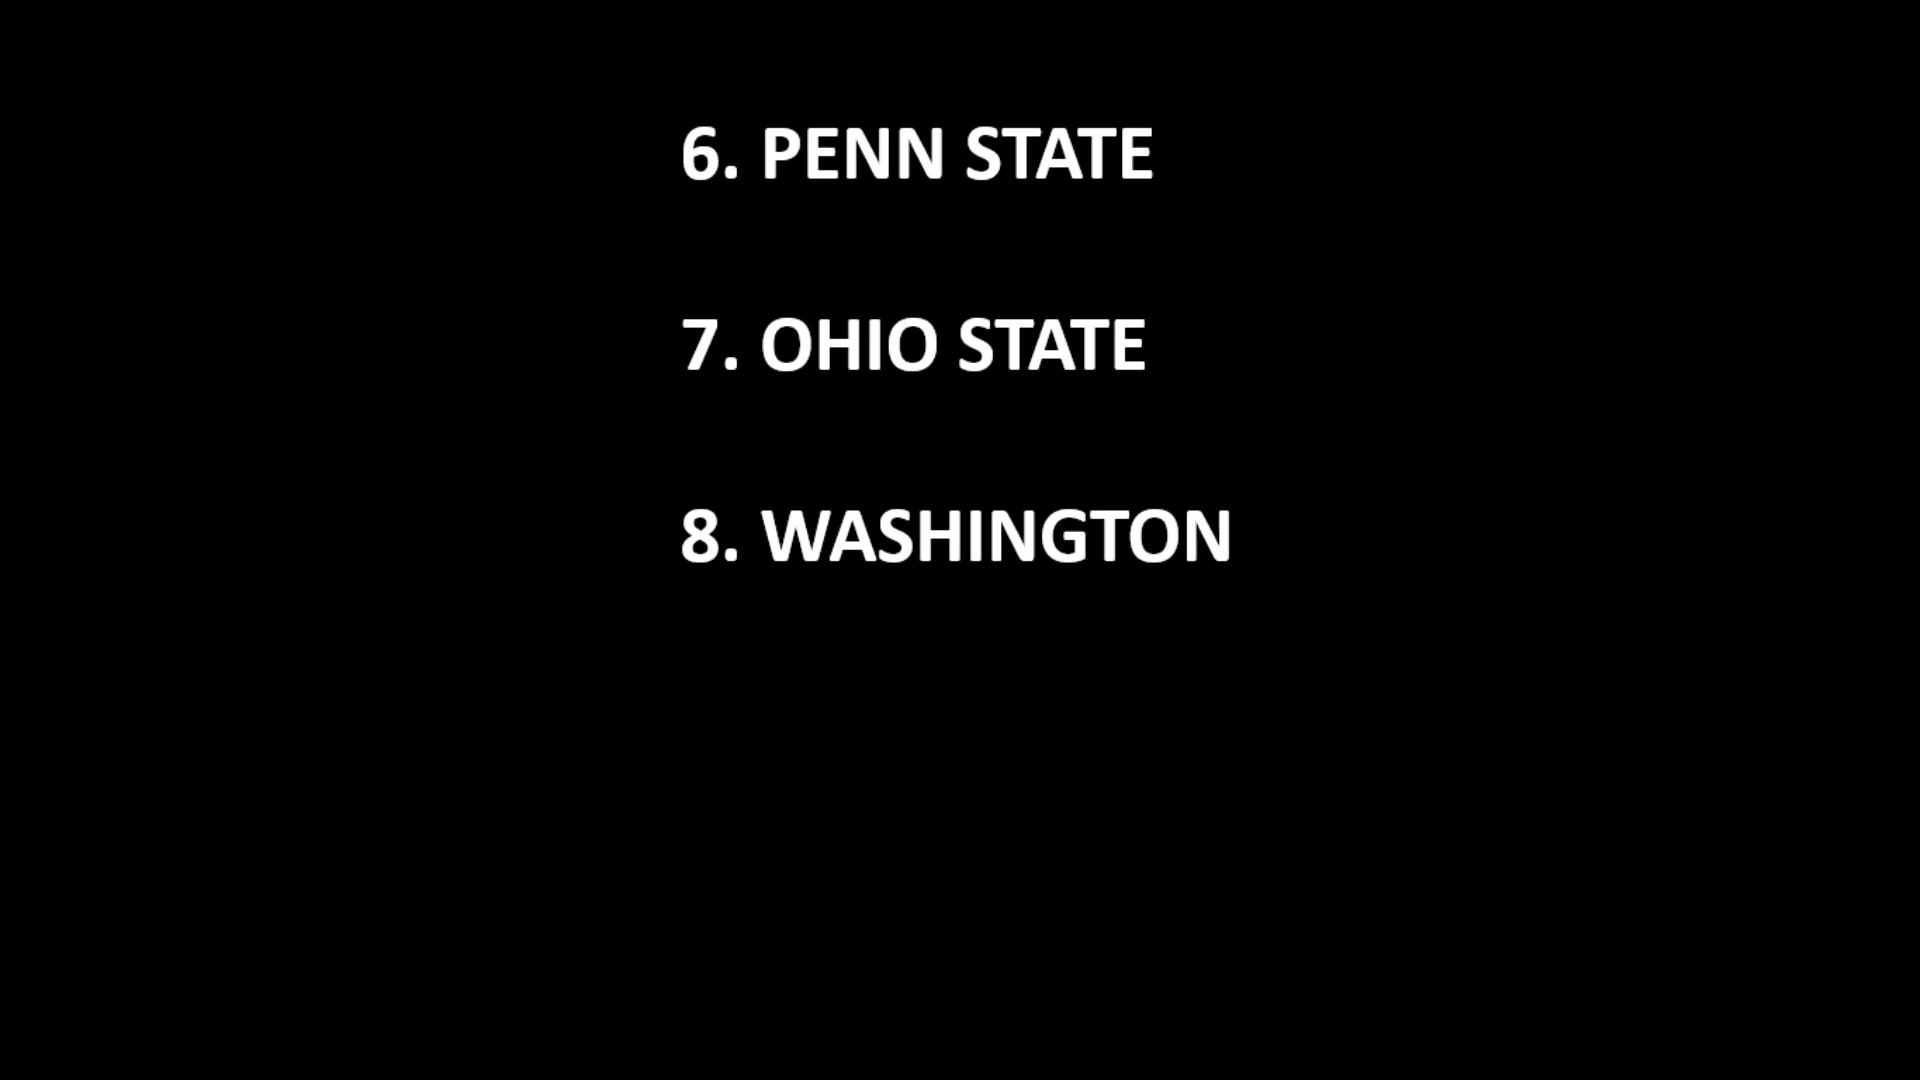 6. PENN STATE
7. OHIO STATE
8. WASHINGTON